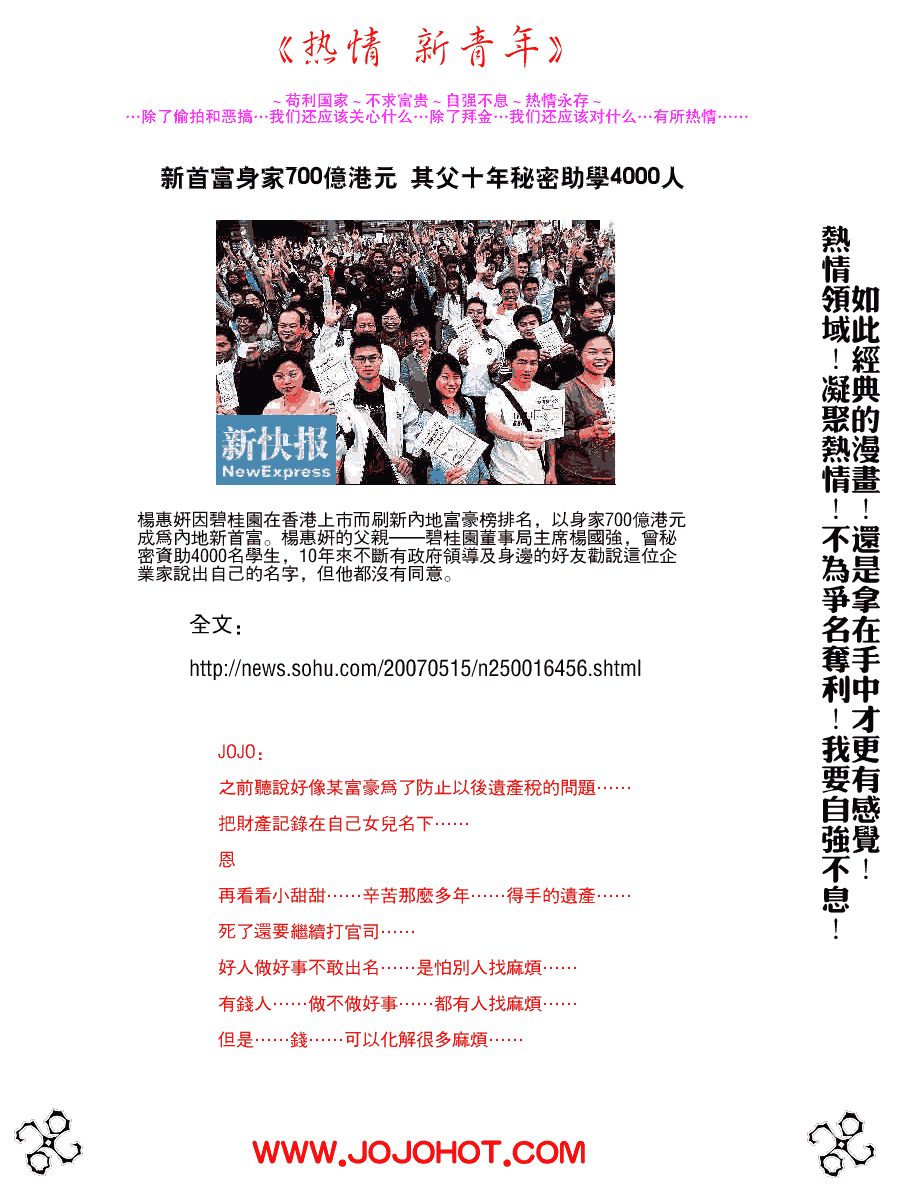 《热情 新青年》
~苟利国家~不求富贵~自强不息~热情永存~
…除了偷拍和恶搞…我们还应该关心什么…除了拜金…我们还应该对什么…有所热情……
新首富身家700億港元 其父十年秘密助學4000人
新快报
NewExpress
楊惠妍因碧桂園在香港上市而刷新內地富豪榜排名，以身家700億港元
成爲內地新首富。楊惠妍的父親——碧桂園董事局主席楊國強，曾秘
密資助4000名學生，10年來不斷有政府領導及身邊的好友勸說這位企
業家說出自己的名字，但他都沒有同意。
全文：
http://news.sohu.com/20070515/n250016456.shtml
JOJO：
之前聽說好像某富豪爲了防止以後遺產稅的問題……
把財產記錄在自己女兒名下……
恩
再看看小甜甜……辛苦那麼多年……得手的遺產……
死了還要繼續打官司……
好人做好事不敢出名……是怕別人找麻煩……
有錢人……做不做好事……都有人找麻煩……
但是……錢……可以化解很多麻煩……
如此經典的漫畫！還是拿在手中才更有感覺！
熱情領域！凝聚熱情！不為爭名奪利！我要自強不息！
WWW.JOJOHOT.COM